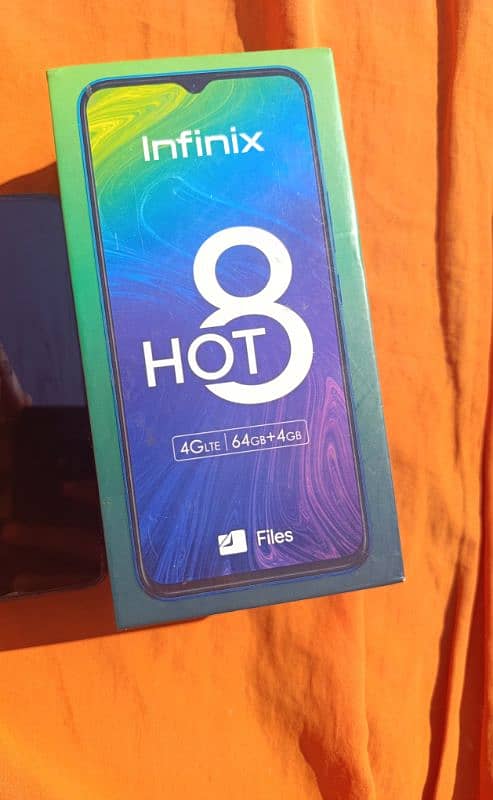 Infinix
HOT 8
4GLTE | 64GB+4GB
Files